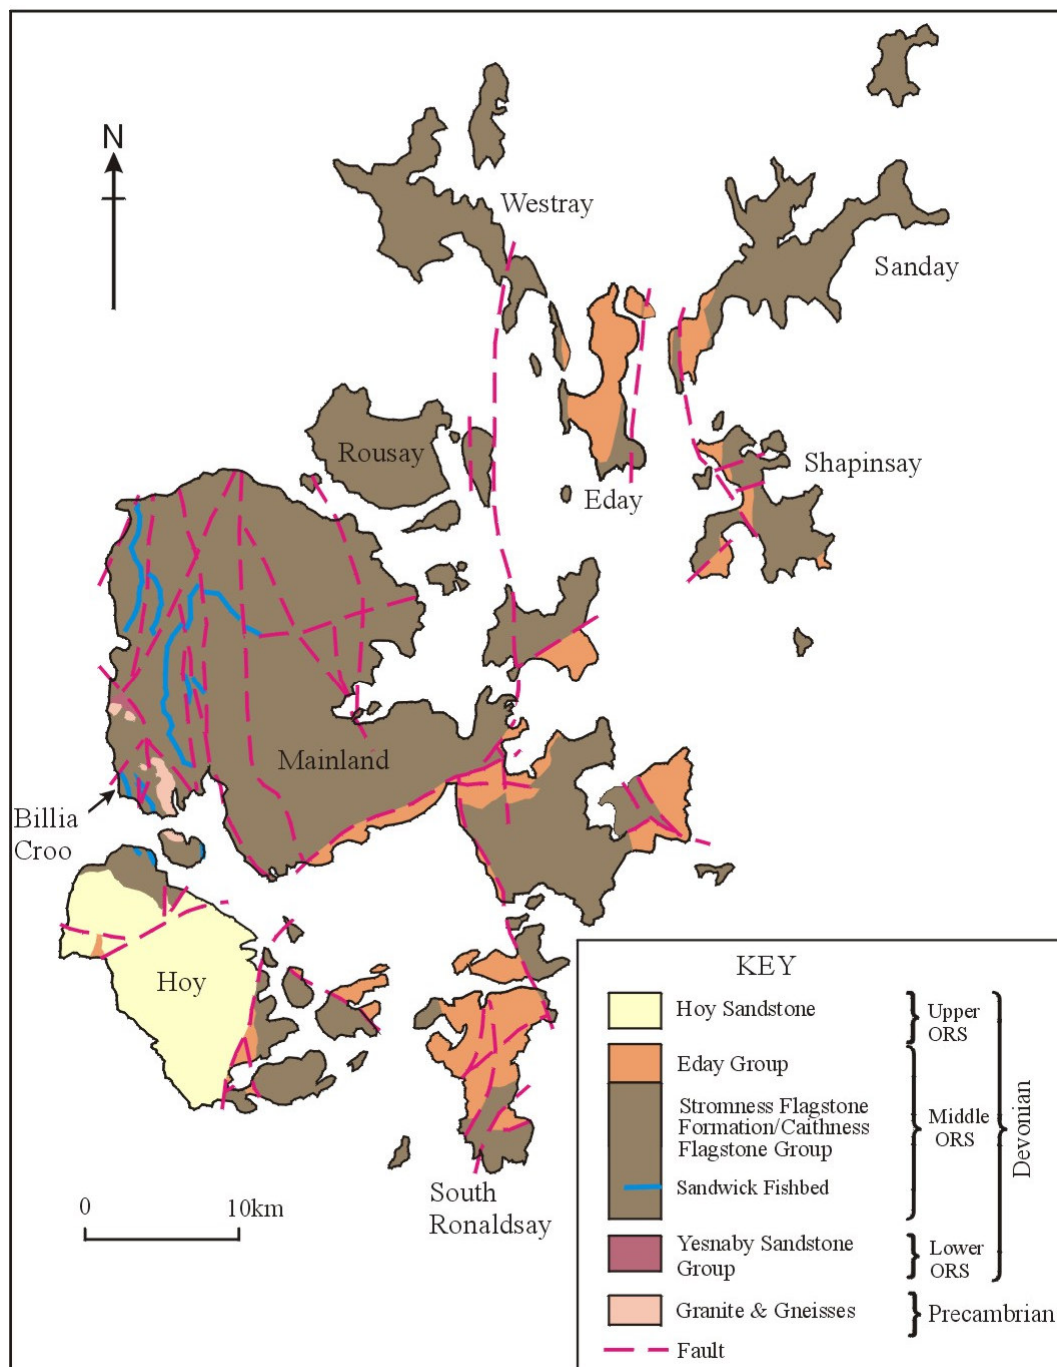 N
Westray
Sanday
Rousay
Eday
Shapinsay
Mainland
Billia
Croo
Hoy
South
Ronaldsay
0 10km
KEY
Hoy Sandstone
Upper
ORS
Eday Group
Stromness Flagstone
Formation/Caithness
Flagstone Group
Middle
ORS
Devonian
Sandwick Fishbed
Yesnaby Sandstone
Group
Lower
ORS
Granite & Gneisses
Precambrian
Fault